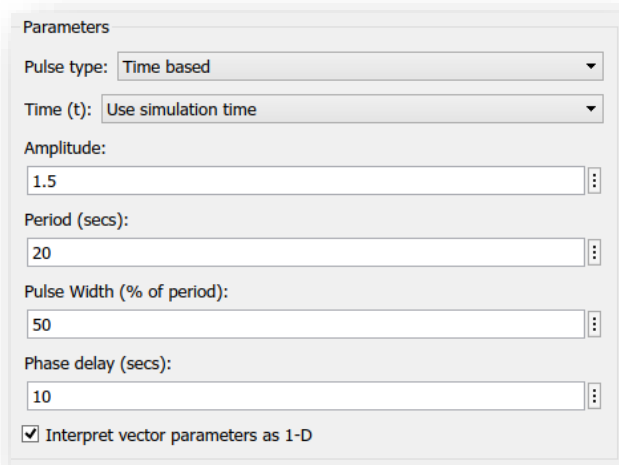 Parameters
Pulse type: Time based
Time (t): Use simulation time
Amplitude:
1.5
Period (secs):
20
Pulse Width (% of period):
50
Phase delay (secs):
10
Interpret vector parameters as 1-D